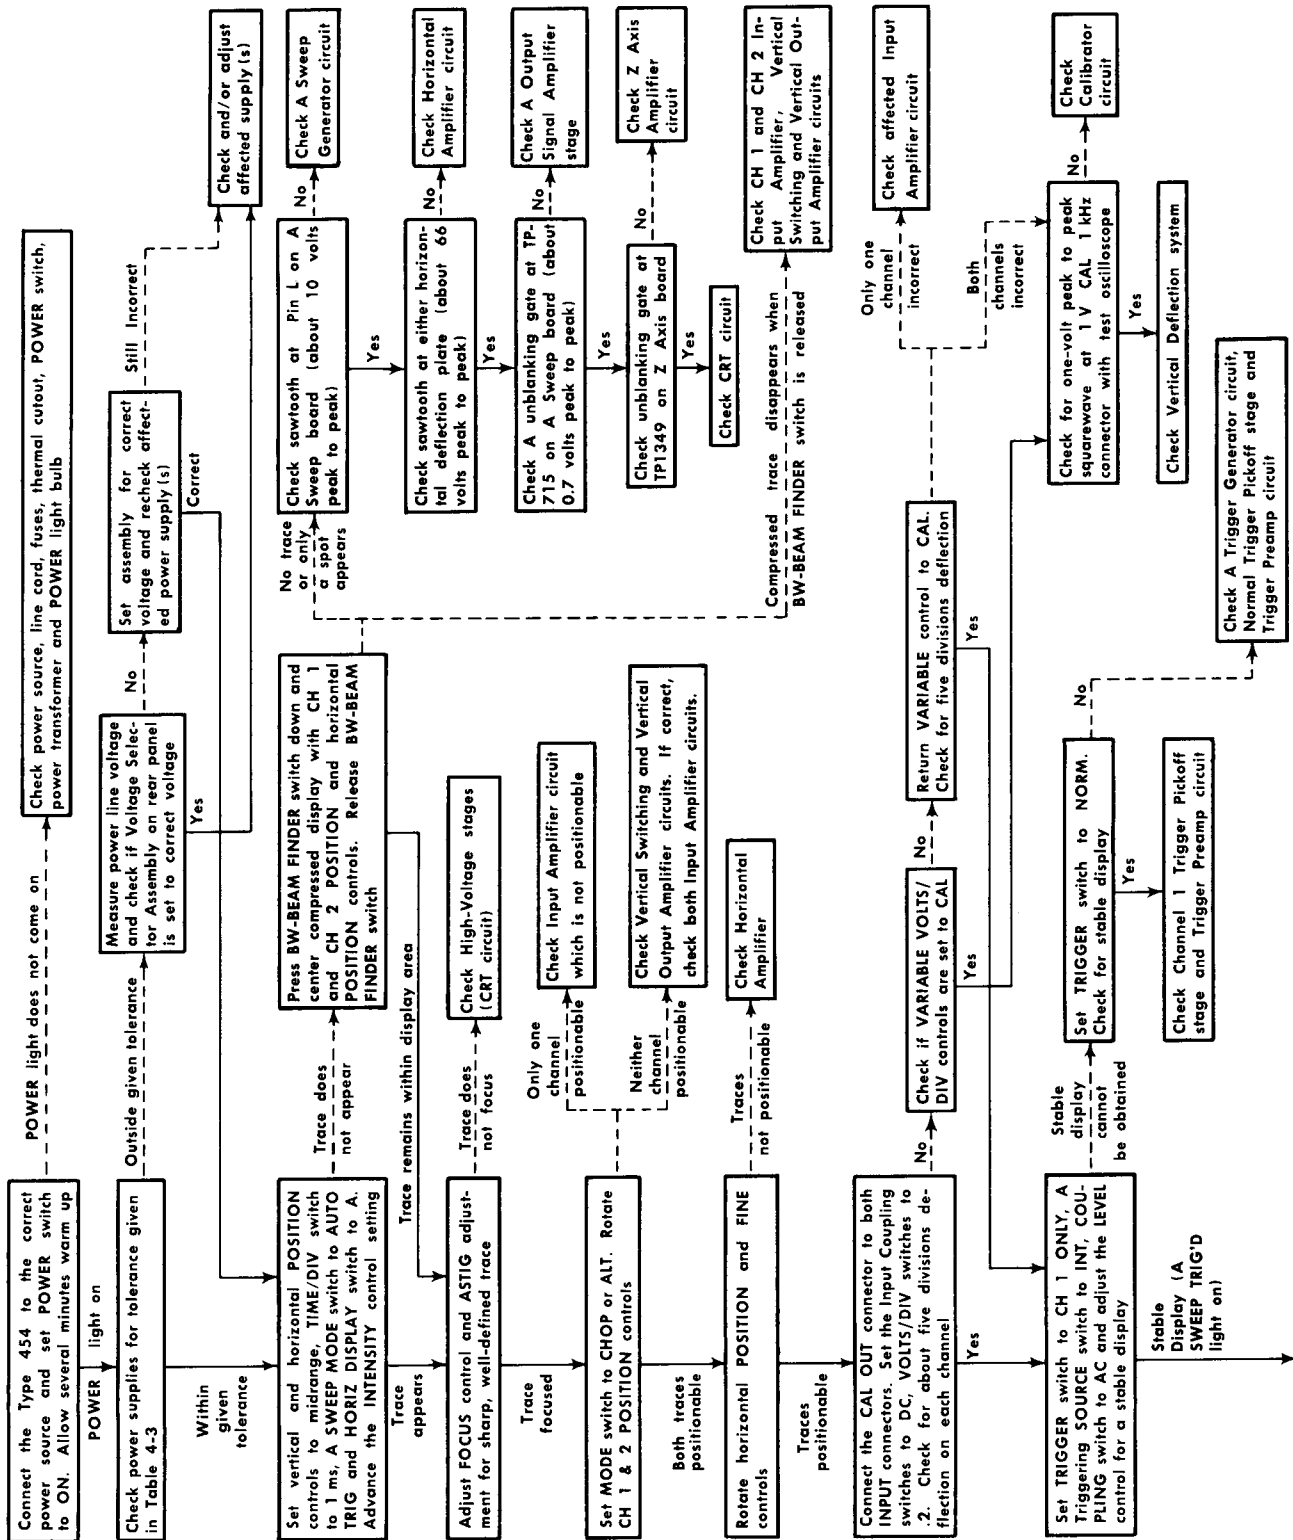 Connect the Type 454 to the correct
power source and set POWER switch
to ON. Allow several minutes warm up
POWER light does not come on
Check power source, line cord, fuses, thermal cutout, POWER switch,
power transformer and POWER light bulb
POWER light on
Check power supplies for tolerance given
in Table 4-3
Outside given tolerance
Measure power line voltage
and check if Voltage Selec-
tor Assembly on rear panel
is set to correct voltage
No
Set assembly for correct
voltage and recheck affect-
ed power supply(s)
Still Incorrect
Check and/or adjust
affected supply(s)
Yes
Correct
Within
given
tolerance
Set vertical and horizontal POSITION
controls to midrange, TIME/DIV switch
to 1 ms, A SWEEP MODE switch to AUTO
TRIG and HORIZ DISPLAY switch to A.
Advance the INTENSITY control setting
Trace does
not appear
Press BW-BEAM FINDER switch down and
center compressed display with CH 1
and CH 2 POSITION and horizontal
POSITION controls. Release BW-BEAM
FINDER switch
No trace
or only
a spot
appears
Check sawtooth at Pin L on A
Sweep board (about 10 volts
peak to peak)
No
Check A Sweep
Generator circuit
Yes
Check sawtooth at either horizon-
tal deflection plate (about 66
volts peak to peak)
No
Check Horizontal
Amplifier circuit
Yes
Check A unblanking gate at TP-
715 on A Sweep board (about
0.7 volts peak to peak)
No
Check A Output
Signal Amplifier
stage
Yes
Check unblanking gate at
TP1349 on Z Axis board
No
Check Z Axis
Amplifier
circuit
Yes
Check CRT circuit
Compressed trace disappears when
BW-BEAM FINDER switch is released
Check CH 1 and CH 2 In-
put Amplifier, Vertical
Switching and Vertical Out-
put Amplifier circuits
Trace remains within display area
Trace
appears
Adjust FOCUS control and ASTIG adjust-
ment for sharp, well-defined trace
Trace does
not focus
Check High-Voltage stages
(CRT circuit)
Trace
focused
Set MODE switch to CHOP or ALT. Rotate
CH 1 & 2 POSITION controls
Only one
channel
positionable
Check Input Amplifier circuit
which is not positionable
Neither
channel
positionable
Check Vertical Switching and Vertical
Output Amplifier circuits. If correct,
check both Input Amplifier circuits.
Both traces
positionable
Rotate horizontal POSITION and FINE
controls
Traces
not positionable
Check Horizontal
Amplifier
Traces
positionable
Connect the CAL OUT connector to both
INPUT connectors. Set the Input Coupling
switches to DC, VOLTS/DIV switches to
.2. Check for about five divisions de-
flection on each channel
No
Check if VARIABLE VOLTS/
DIV controls are set to CAL
No
Return VARIABLE control to CAL.
Check for five divisions deflection
Only one
channel
incorrect
Check affected Input
Amplifier circuit
Both
channels
incorrect
Yes
Yes
Check for one-volt peak to peak
squarewave at 1 V CAL 1 kHz
connector with test oscilloscope
No
Check
Calibrator
circuit
Yes
Check Vertical Deflection system
Yes
Set TRIGGER switch to CH 1 ONLY, A
Triggering SOURCE switch to INT, COU-
PLING switch to AC and adjust the LEVEL
control for a stable display
Stable
display
cannot
be obtained
Set TRIGGER switch to NORM.
Check for stable display
No
Check A Trigger Generator circuit,
Normal Trigger Pickoff stage and
Trigger Preamp circuit
Yes
Check Channel 1 Trigger Pickoff
stage and Trigger Preamp circuit
Stable
Display (A
SWEEP TRIG'D
light on)